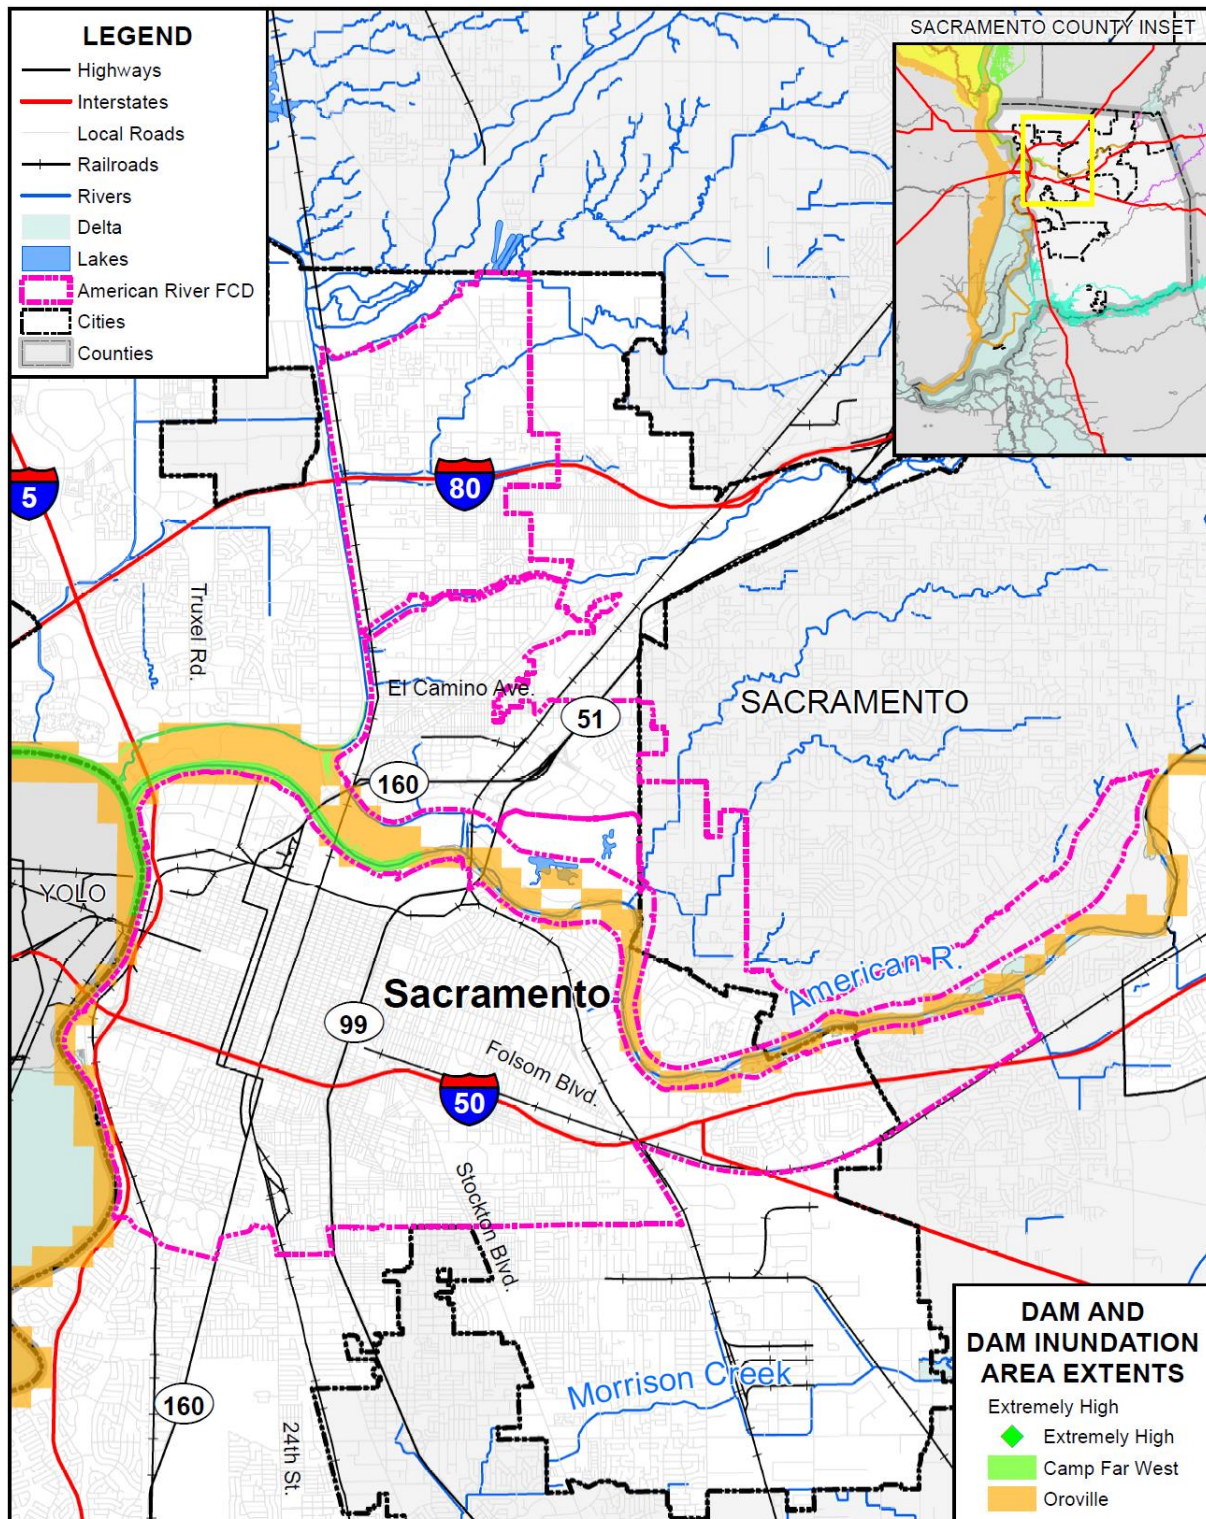 LEGEND
Highways
Interstates
Local Roads
Railroads
Rivers
Delta
Lakes
American River FCD
Cities
Counties
SACRAMENTO COUNTY INSET
5
80
Truxel Rd.
El Camino Ave.
51
SACRAMENTO
160
YOLO
American R.
Sacramento
99
Folsom Blvd.
50
Stockton Blvd.
Morrison Creek
160
24th St.
DAM AND
DAM INUNDATION
AREA EXTENTS
Extremely High
Extremely High
Camp Far West
Oroville